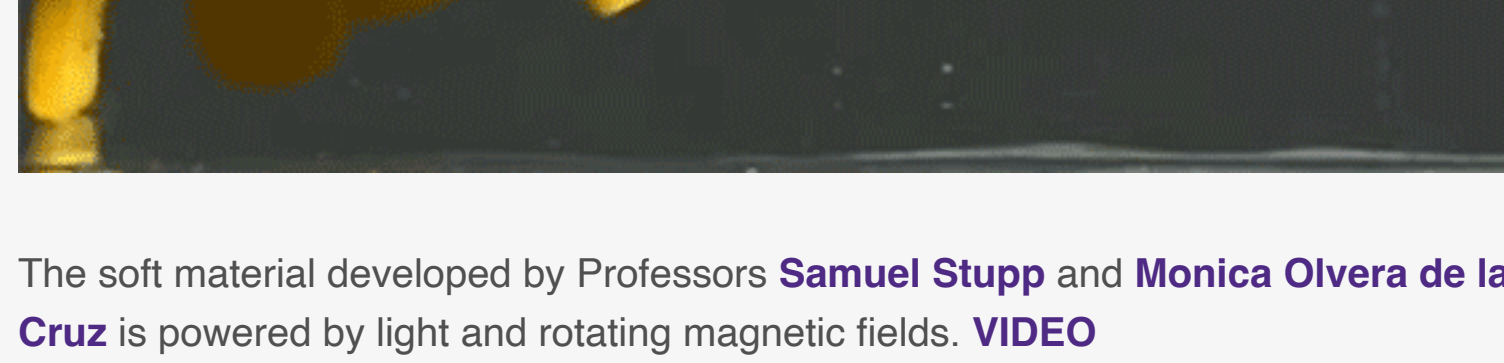 The soft material developed by Professors Samuel Stupp and Monica Olvera de la
Cruz is powered by light and rotating magnetic fields. VIDEO